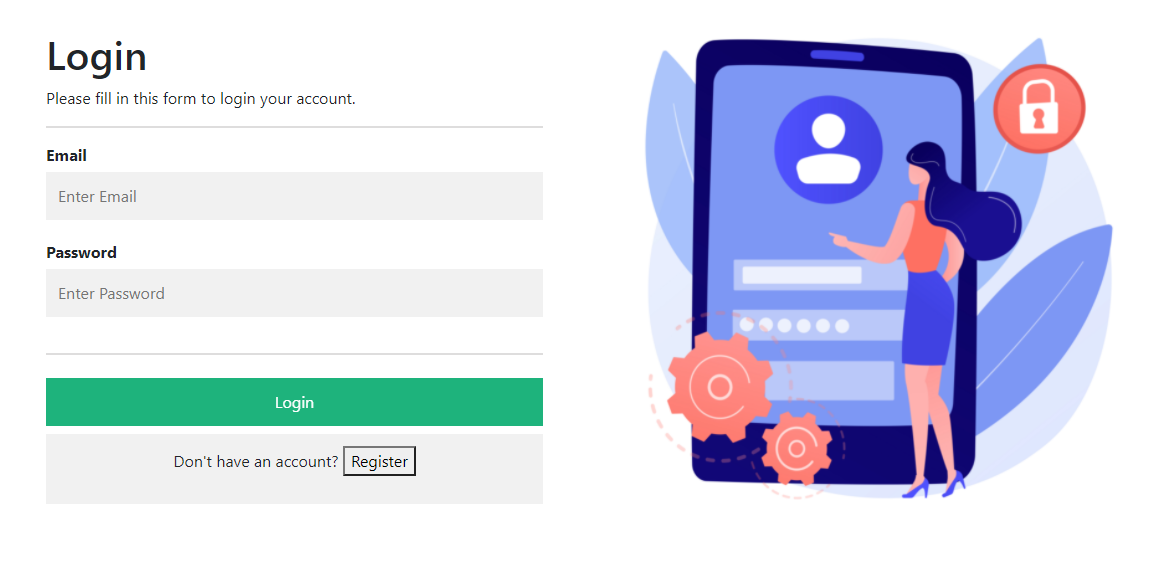 Login
Please fill in this form to login your account.
Email
Enter Email
Password
Enter Password
Login
Don't have an account? Register